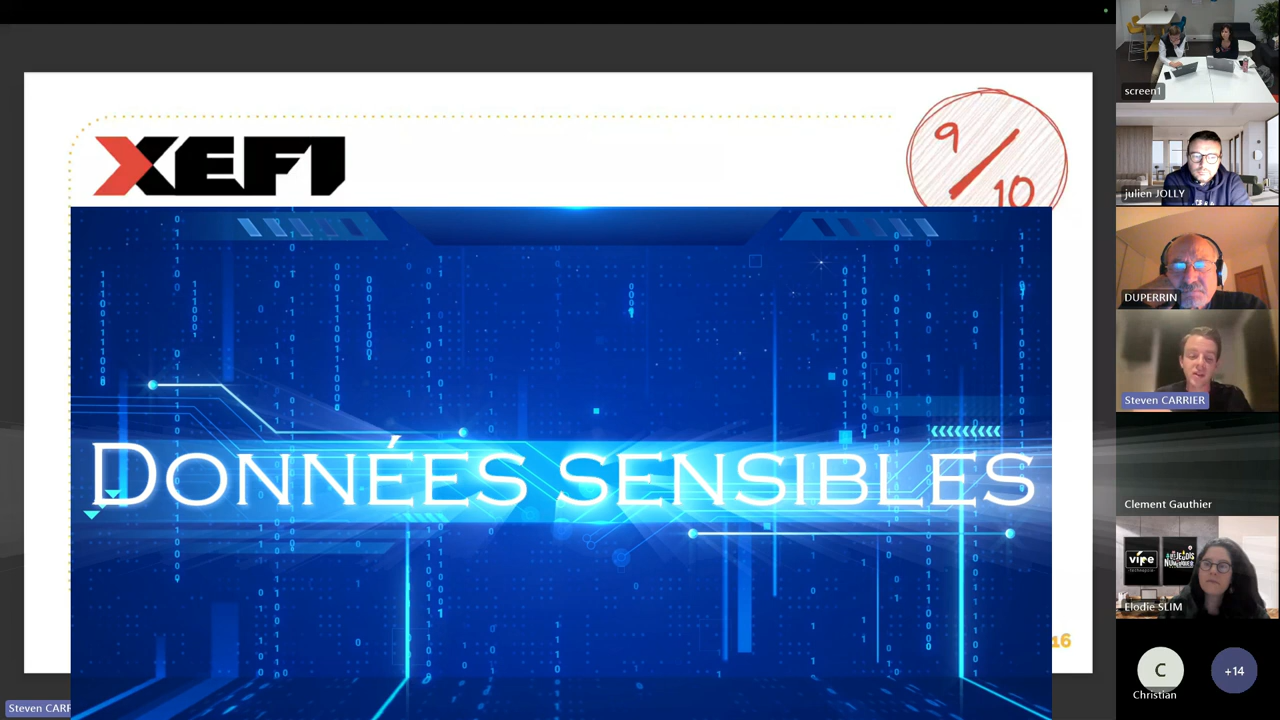 XEFI
9/10
DONNÉES SENSIBLES
16
Steven CARR
screen1
julien JOLLY
DUPERRIN
Steven CARRIER
Clement Gauthier
vipe
Elodie SLIM
C
+14
Christian